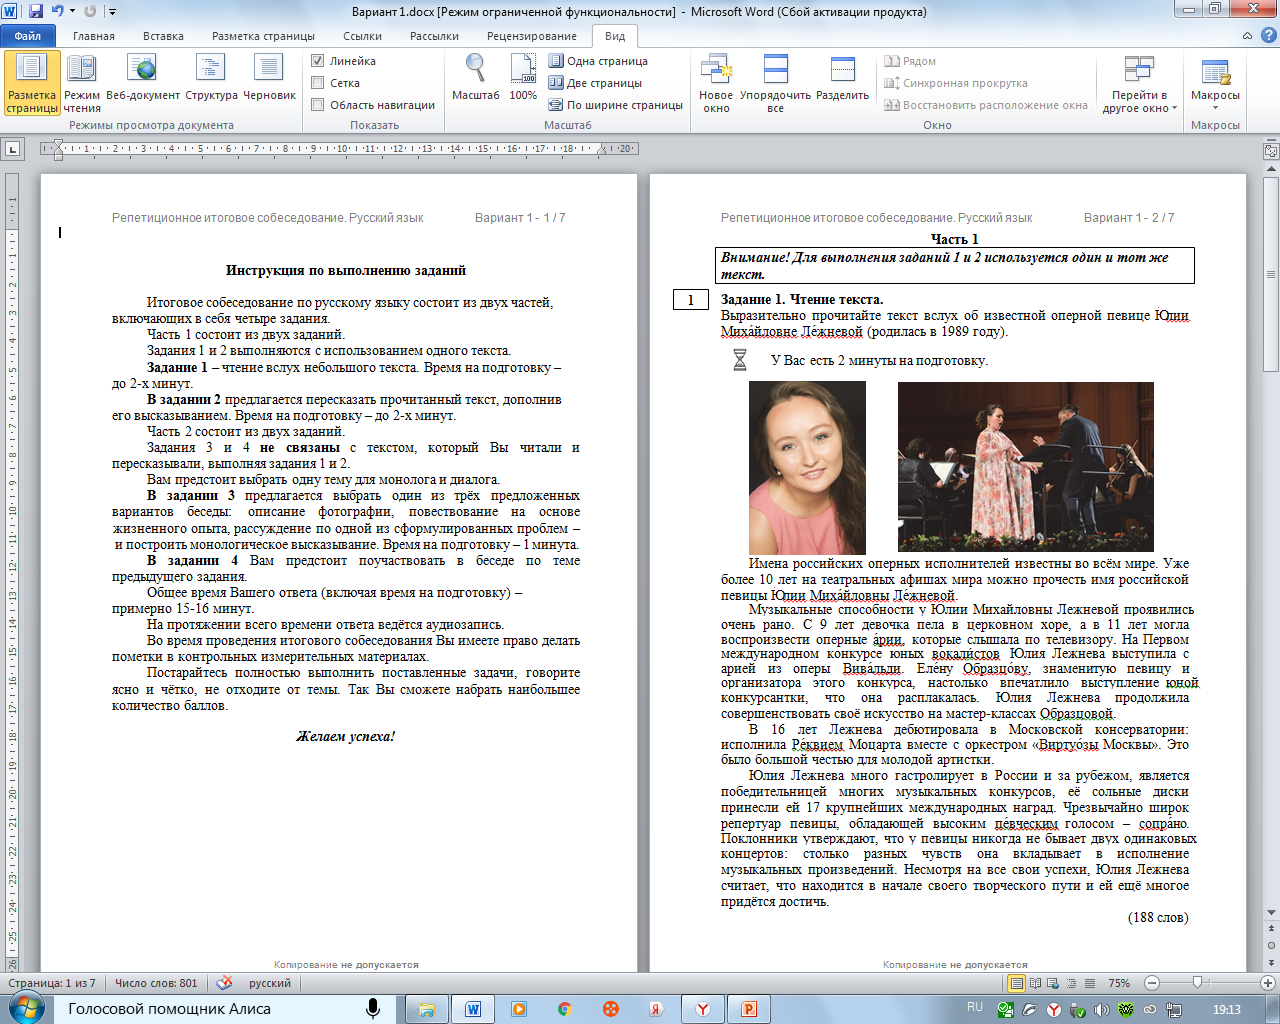 Вариант 1.docx [Режим ограниченной функциональности] - Microsoft Word (Сбой активации продукта)
Файл Главная Вставка Разметка страницы Ссылки Рассылки Рецензирование Вид
Разметка страницы
Режим чтения
Веб-документ
Структура
Черновик
Режимы просмотра документа
Линейка
Сетка
Область навигации
Показать
Масштаб
100%
Одна страница
Две страницы
По ширине страницы
Масштаб
Новое окно
Упорядочить все
Разделить
Рядом
Синхронная прокрутка
Восстановить расположение окна
Окно
Перейти в другое окно
Макросы
Макросы
Репетиционное итоговое собеседование. Русский язык Вариант 1 - 1 / 7
Инструкция по выполнению заданий
Итоговое собеседование по русскому языку состоит из двух частей,
включающих в себя четыре задания.
Часть 1 состоит из двух заданий.
Задания 1 и 2 выполняются с использованием одного текста.
Задание 1 – чтение вслух небольшого текста. Время на подготовку –
до 2-х минут.
В задании 2 предлагается пересказать прочитанный текст, дополнив
его высказыванием. Время на подготовку – до 2-х минут.
Часть 2 состоит из двух заданий.
Задания 3 и 4 не связаны с текстом, который Вы читали и
пересказывали, выполняя задания 1 и 2.
Вам предстоит выбрать одну тему для монолога и диалога.
В задании 3 предлагается выбрать один из трёх предложенных
вариантов беседы: описание фотографии, повествование на основе
жизненного опыта, рассуждение по одной из сформулированных проблем –
и построить монологическое высказывание. Время на подготовку – 1 минута.
В задании 4 Вам предстоит поучаствовать в беседе по теме
предыдущего задания.
Общее время Вашего ответа (включая время на подготовку) –
примерно 15-16 минут.
На протяжении всего времени ответа ведётся аудиозапись.
Во время проведения итогового собеседования Вы имеете право делать
пометки в контрольных измерительных материалах.
Постарайтесь полностью выполнить поставленные задачи, говорите
ясно и чётко, не отходите от темы. Так Вы сможете набрать наибольшее
количество баллов.
Желаем успеха!
Копирование не допускается
Репетиционное итоговое собеседование. Русский язык Вариант 1 - 2 / 7
Часть 1
Внимание! Для выполнения заданий 1 и 2 используется один и тот же
текст.
1 Задание 1. Чтение текста.
Выразительно прочитайте текст вслух об известной оперной певице Ю́лии
Миха́йловне Ле́жневой (родилась в 1989 году).
У Вас есть 2 минуты на подготовку.
Имена российских оперных исполнителей известны во всём мире. Уже
более 10 лет на театральных афишах мира можно прочесть имя российской
певицы Ю́лии Миха́йловны Ле́жневой.
Музыкальные способности у Юлии Михайловны Лежневой проявились
очень рано. С 9 лет девочка пела в церковном хоре, а в 11 лет могла
воспроизвести оперные а́рии, которые слышала по телевизору. На Первом
международном конкурсе юных вокали́стов Юлия Лежнева выступила с
арией из оперы Вива́льди. Еле́ну Образцо́ву, знаменитую певицу и
организатора этого конкурса, настолько впечатлило выступление юной
конкурсантки, что она расплакалась. Юлия Лежнева продолжила
совершенствовать своё искусство на мастер-классах Образцовой.
В 16 лет Лежнева дебютировала в Московской консерватории:
исполнила Ре́квием Моцарта вместе с оркестром «Виртуо́зы Москвы». Это
было большой честью для молодой артистки.
Юлия Лежнева много гастролирует в России и за рубежом, является
победительницей многих музыкальных конкурсов, её сольные диски
принесли ей 17 крупнейших международных наград. Чрезвычайно широк
репертуар певицы, обладающей высоким пе́вческим голосом – сопра́но.
Поклонники утверждают, что у певицы никогда не бывает двух одинаковых
концертов: столько разных чувств она вкладывает в исполнение
музыкальных произведений. Несмотря на все свои успехи, Юлия Лежнева
считает, что находится в начале своего творческого пути и ей ещё многое
придётся достичь.
(188 слов)
Копирование не допускается
Страница: 1 из 7 Число слов: 801 русский 75%
Голосовой помощник Алиса RU 19:13